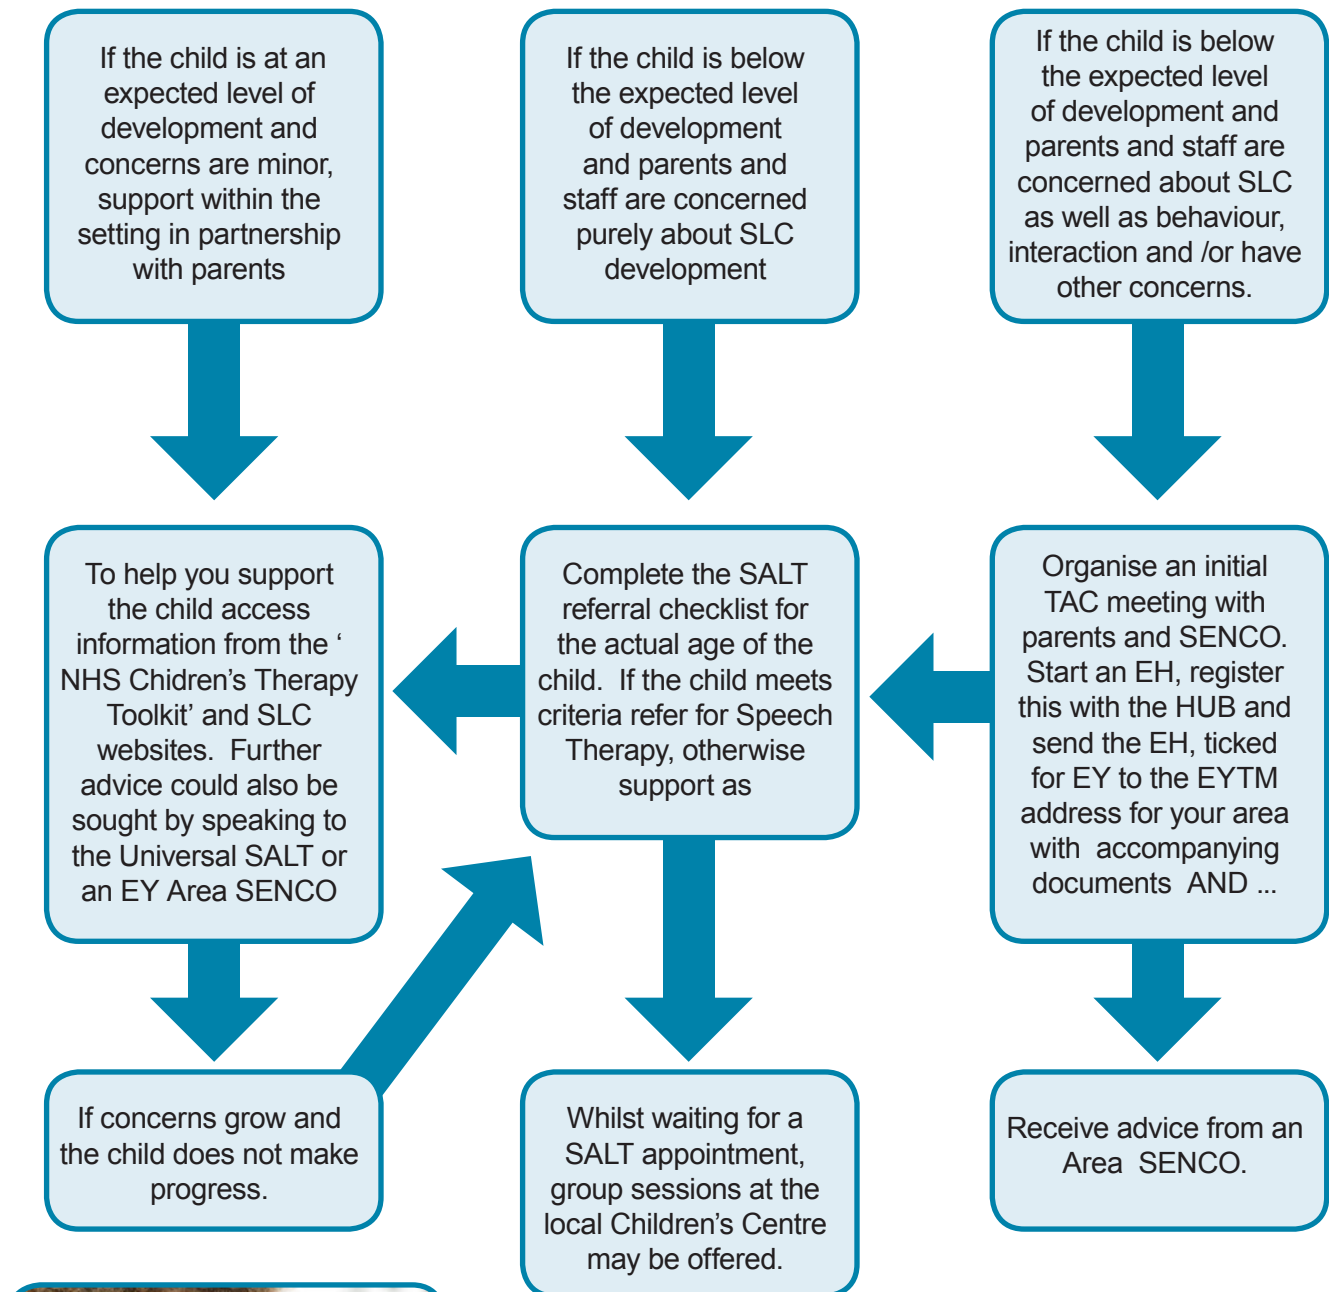 If the child is at an
expected level of
development and
concerns are minor,
support within the
setting in partnership
with parents
If the child is below
the expected level
of development
and parents and
staff are concerned
purely about SLC
development
If the child is below
the expected level
of development and
parents and staff are
concerned about SLC
as well as behaviour,
interaction and /or have
other concerns.
To help you support
the child access
information from the ‘
NHS Chidren’s Therapy
Toolkit’ and SLC
websites.  Further
advice could also be
sought by speaking to
the Universal SALT or
an EY Area SENCO
Complete the SALT
referral checklist for
the actual age of the
child.  If the child meets
criteria refer for Speech
Therapy, otherwise
support as
Organise an initial
TAC meeting with
parents and SENCO.
Start an EH, register
this with the HUB and
send the EH, ticked
for EY to the EYTM
address for your area
with  accompanying
documents  AND ...
If concerns grow and
the child does not make
progress.
Whilst waiting for a
SALT appointment,
group sessions at the
local Children’s Centre
may be offered.
Receive advice from an
Area  SENCO.